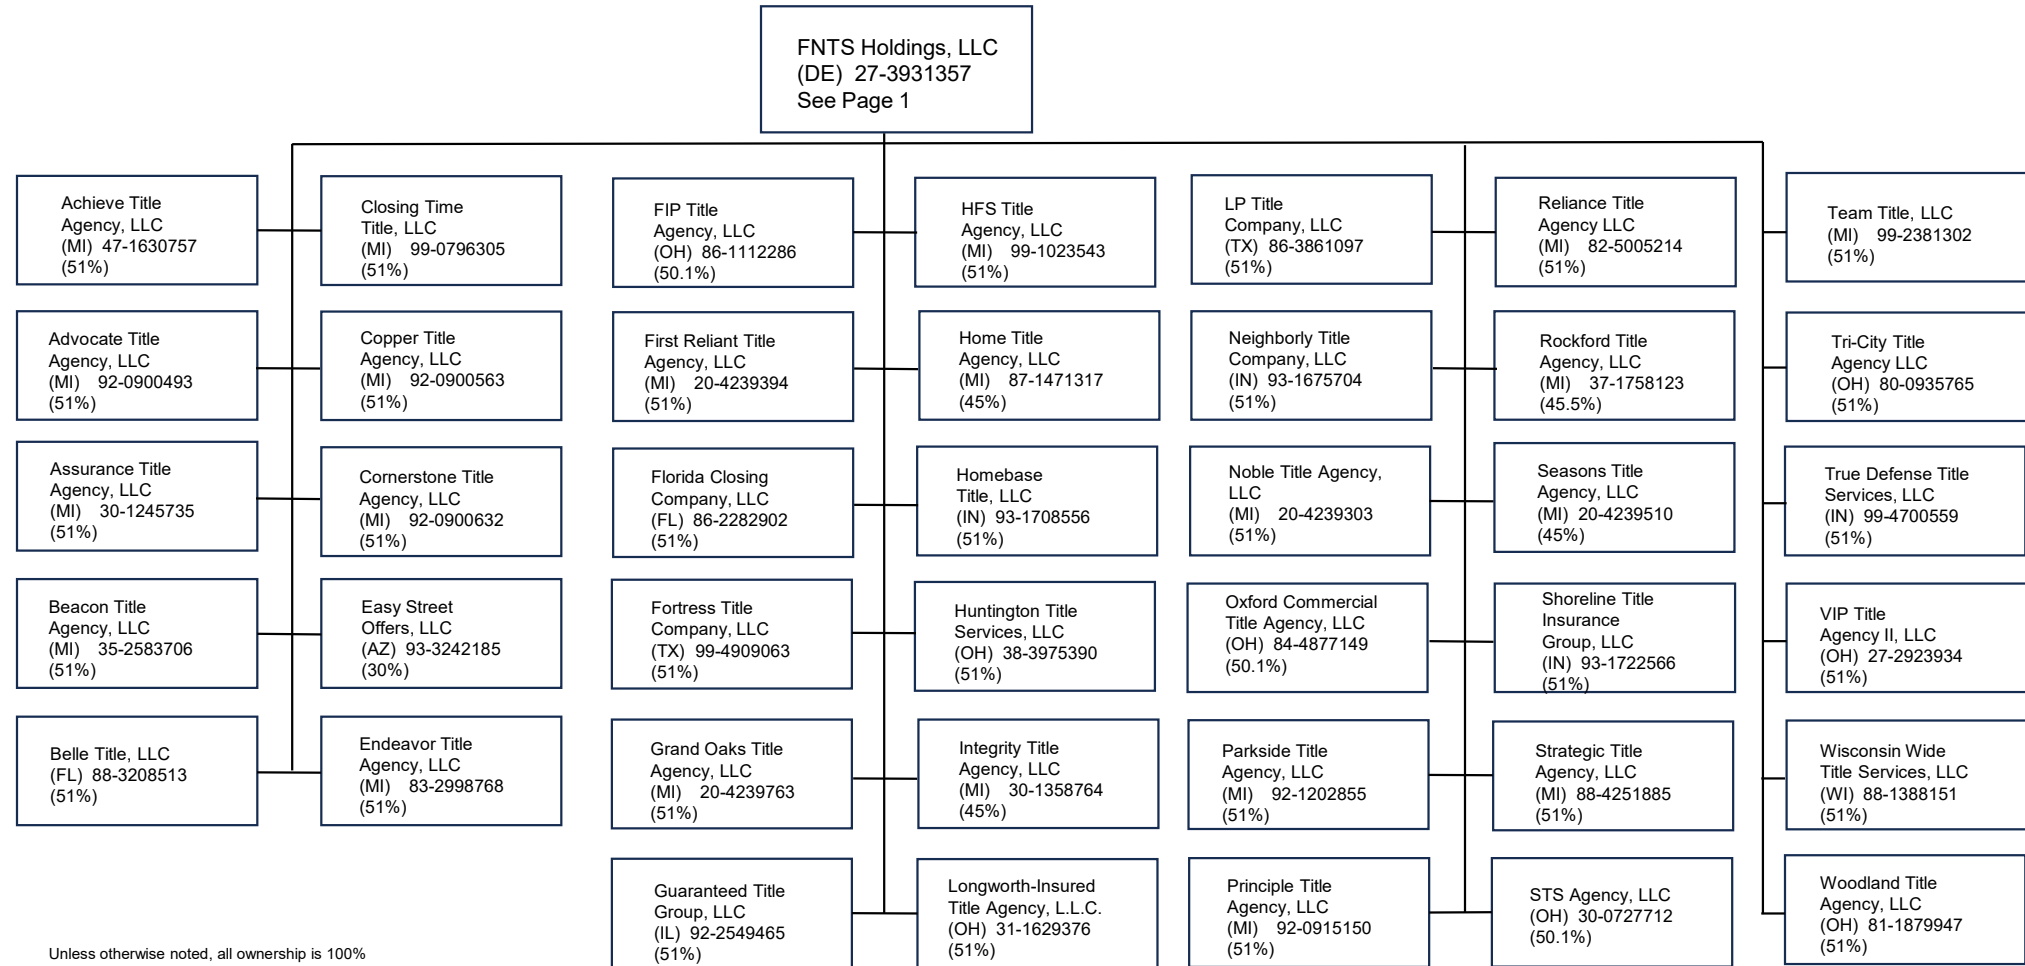 FNTS Holdings, LLC
(DE) 27-3931357
See Page 1
Achieve Title
Agency, LLC
(MI) 47-1630757
(51%)
Closing Time
Title, LLC
(MI) 99-0796305
(51%)
FIP Title
Agency, LLC
(OH) 86-1112286
(50.1%)
HFS Title
Agency, LLC
(MI) 99-1023543
(51%)
LP Title
Company, LLC
(TX) 86-3861097
(51%)
Reliance Title
Agency LLC
(MI) 82-5005214
(51%)
Team Title, LLC
(MI) 99-2381302
(51%)
Advocate Title
Agency, LLC
(MI) 92-0900493
(51%)
Copper Title
Agency, LLC
(MI) 92-0900563
(51%)
First Reliant Title
Agency, LLC
(MI) 20-4239394
(51%)
Home Title
Agency, LLC
(MI) 87-1471317
(45%)
Neighborly Title
Company, LLC
(IN) 93-1675704
(51%)
Rockford Title
Agency, LLC
(MI) 37-1758123
(45.5%)
Tri-City Title
Agency LLC
(OH) 80-0935765
(51%)
Assurance Title
Agency, LLC
(MI) 30-1245735
(51%)
Cornerstone Title
Agency, LLC
(MI) 92-0900632
(51%)
Florida Closing
Company, LLC
(FL) 86-2282902
(51%)
Homebase
Title, LLC
(IN) 93-1708556
(51%)
Noble Title Agency,
LLC
(MI) 20-4239303
(51%)
Seasons Title
Agency, LLC
(MI) 20-4239510
(45%)
True Defense Title
Services, LLC
(IN) 99-4700559
(51%)
Beacon Title
Agency, LLC
(MI) 35-2583706
(51%)
Easy Street
Offers, LLC
(AZ) 93-3242185
(30%)
Fortress Title
Company, LLC
(TX) 99-4909063
(51%)
Huntington Title
Services, LLC
(OH) 38-3975390
(51%)
Oxford Commercial
Title Agency, LLC
(OH) 84-4877149
(50.1%)
Shoreline Title
Insurance
Group, LLC
(IN) 93-1722566
(51%)
VIP Title
Agency II, LLC
(OH) 27-2923934
(51%)
Belle Title, LLC
(FL) 88-3208513
(51%)
Endeavor Title
Agency, LLC
(MI) 83-2998768
(51%)
Grand Oaks Title
Agency, LLC
(MI) 20-4239763
(51%)
Integrity Title
Agency, LLC
(MI) 30-1358764
(45%)
Parkside Title
Agency, LLC
(MI) 92-1202855
(51%)
Strategic Title
Agency, LLC
(MI) 88-4251885
(51%)
Wisconsin Wide
Title Services, LLC
(WI) 88-1388151
(51%)
Guaranteed Title
Group, LLC
(IL) 92-2549465
(51%)
Longworth-Insured
Title Agency, L.L.C.
(OH) 31-1629376
(51%)
Principle Title
Agency, LLC
(MI) 92-0915150
(51%)
STS Agency, LLC
(OH) 30-0727712
(50.1%)
Woodland Title
Agency, LLC
(OH) 81-1879947
(51%)
Unless otherwise noted, all ownership is 100%